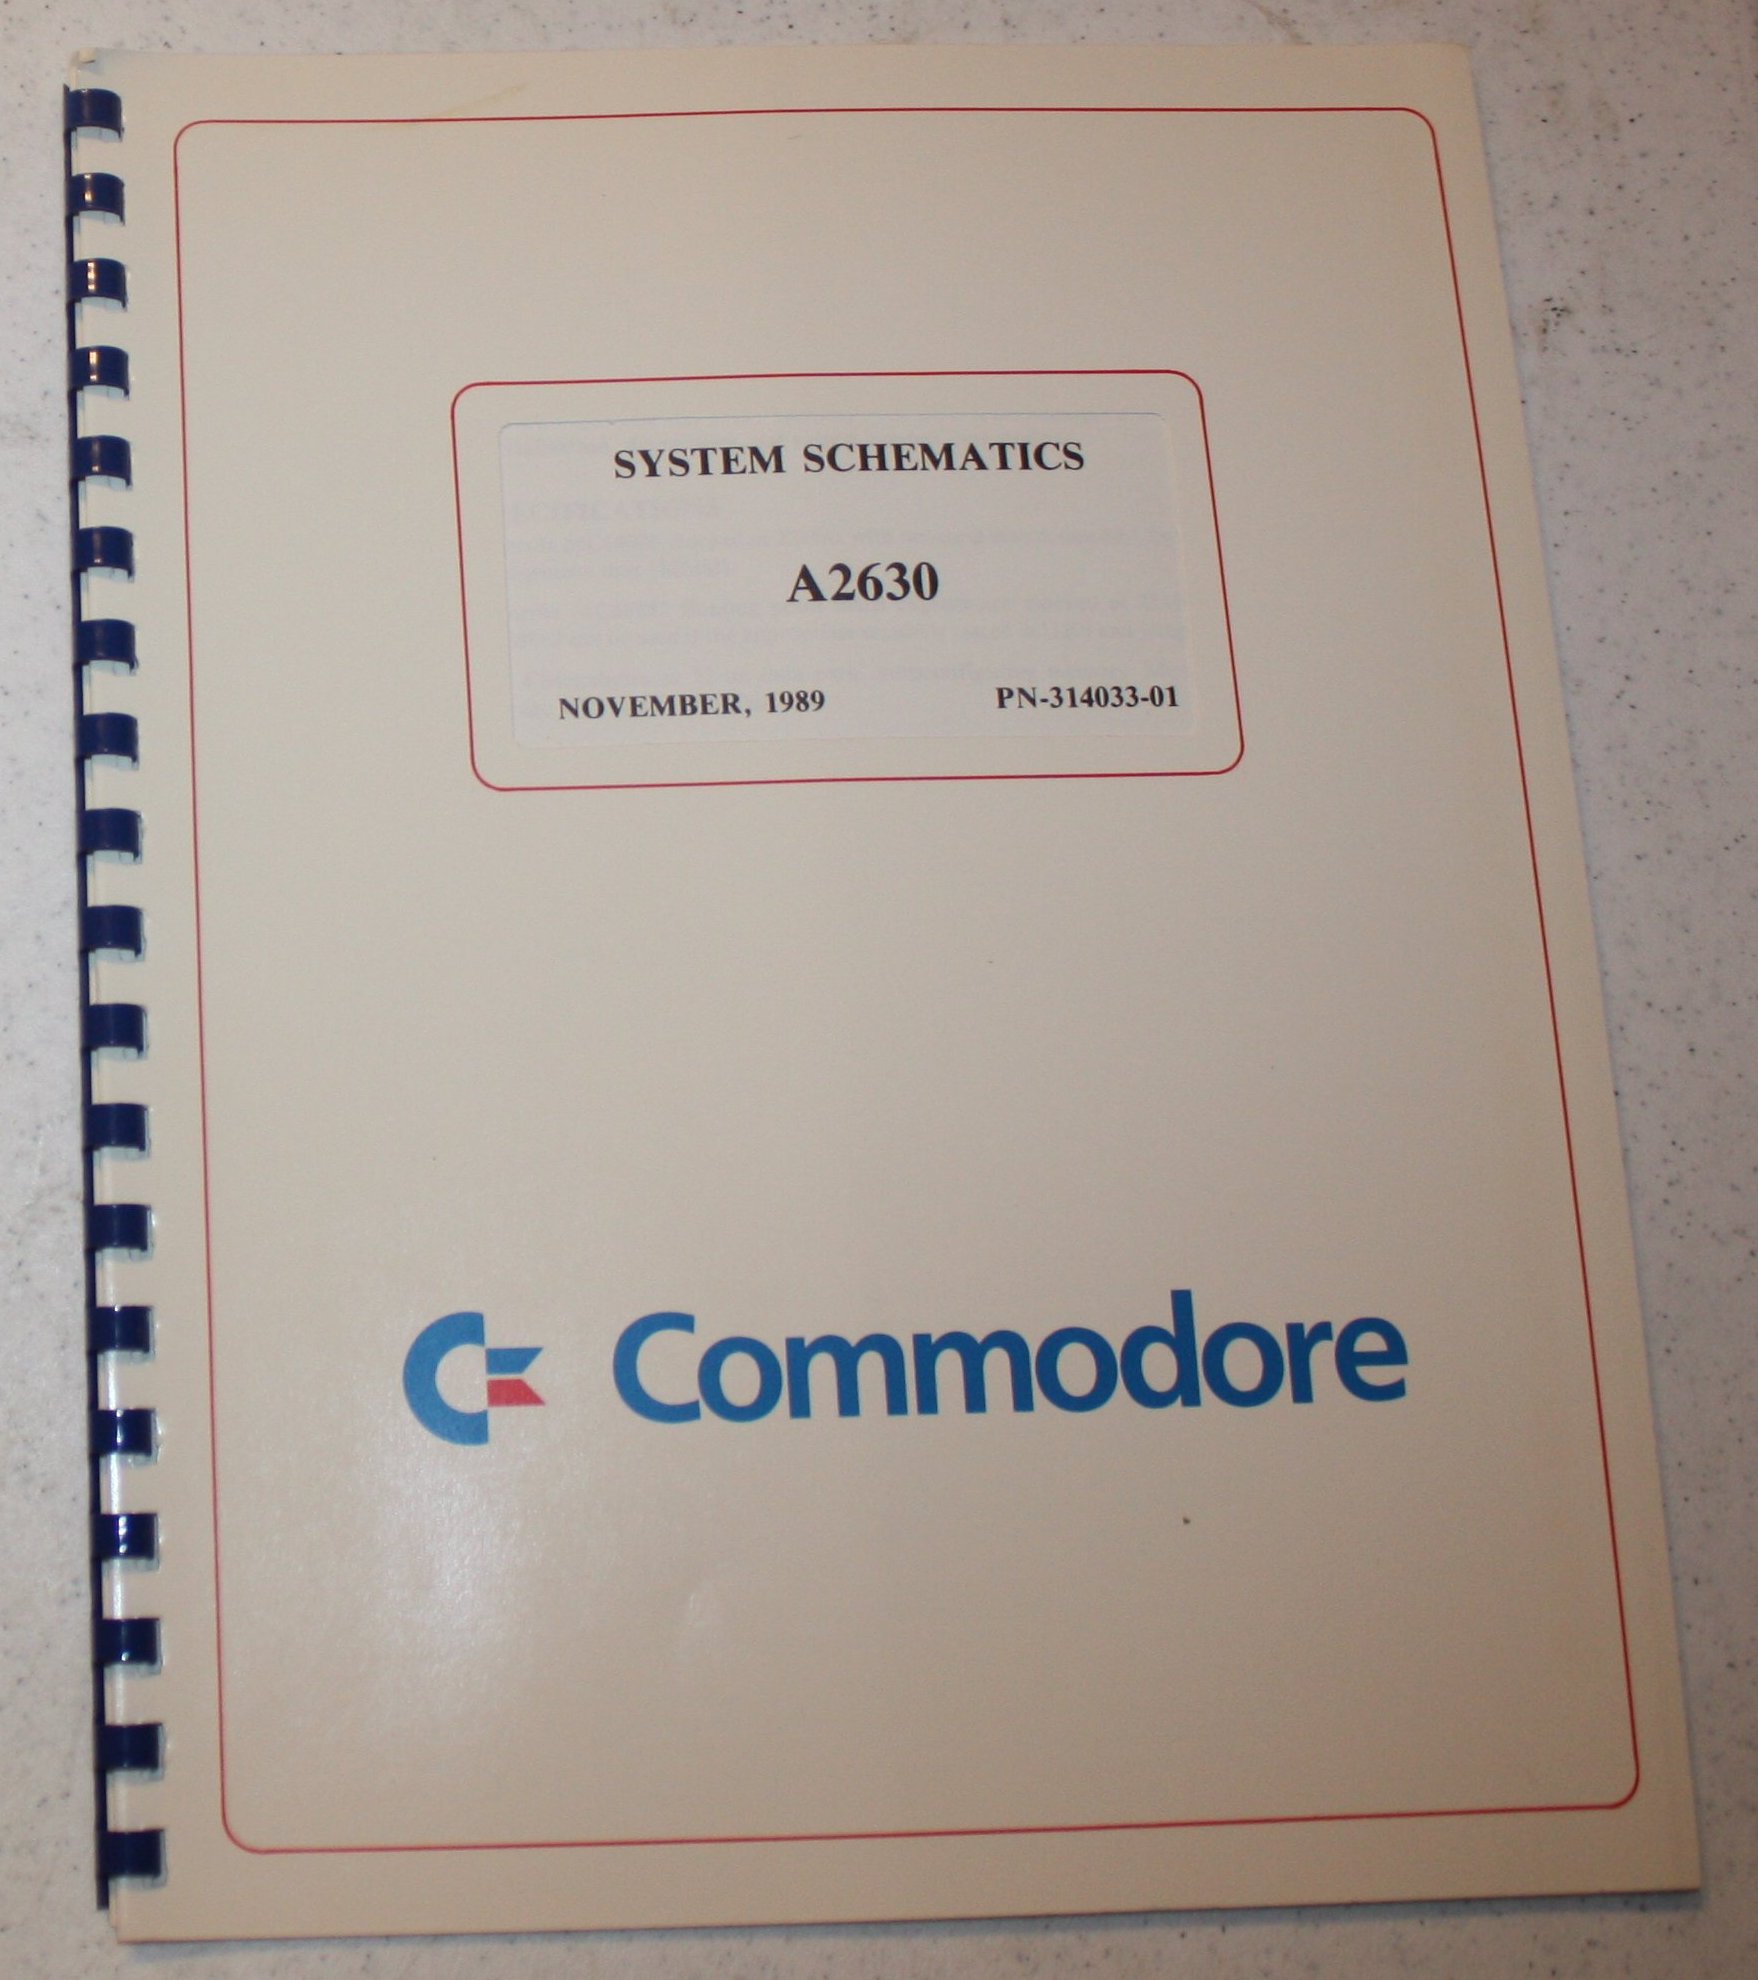 SYSTEM SCHEMATICS
A2630
NOVEMBER, 1989 PN-314033-01
Commodore